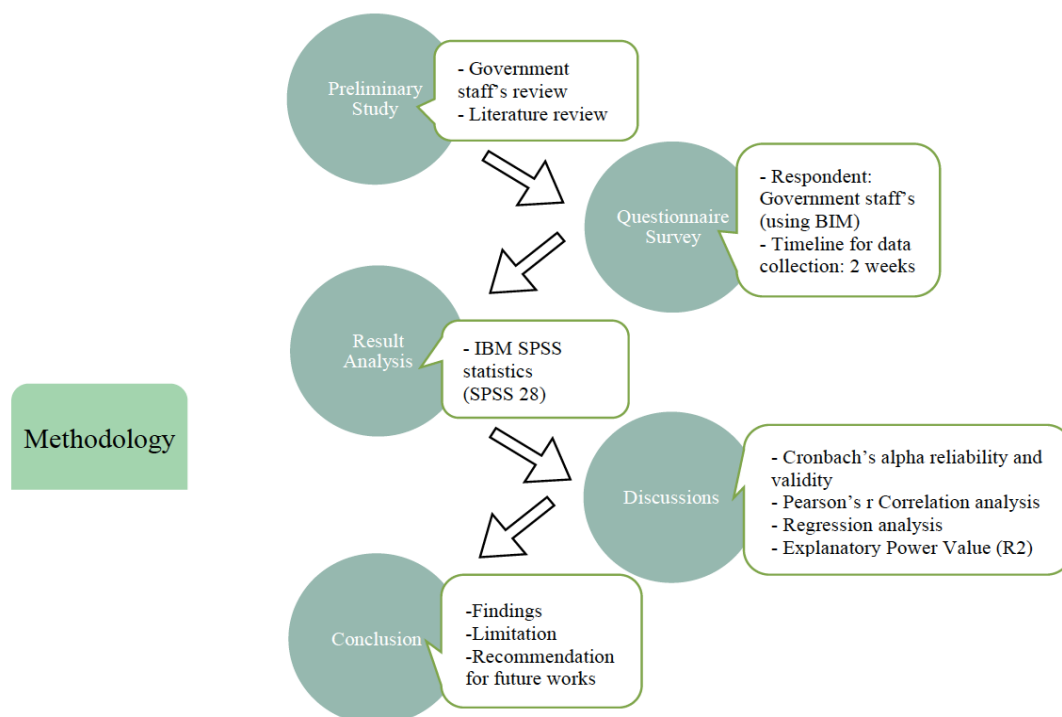 Preliminary
Study
- Government
staff's review
- Literature review
Questionnaire
Survey
- Respondent:
Government staff's
(using BIM)
- Timeline for data
collection: 2 weeks
Result
Analysis
- IBM SPSS
statistics
(SPSS 28)
Methodology
Discussions
- Cronbach's alpha reliability and
validity
- Pearson's r Correlation analysis
- Regression analysis
- Explanatory Power Value (R2)
Conclusion
-Findings
-Limitation
-Recommendation
for future works